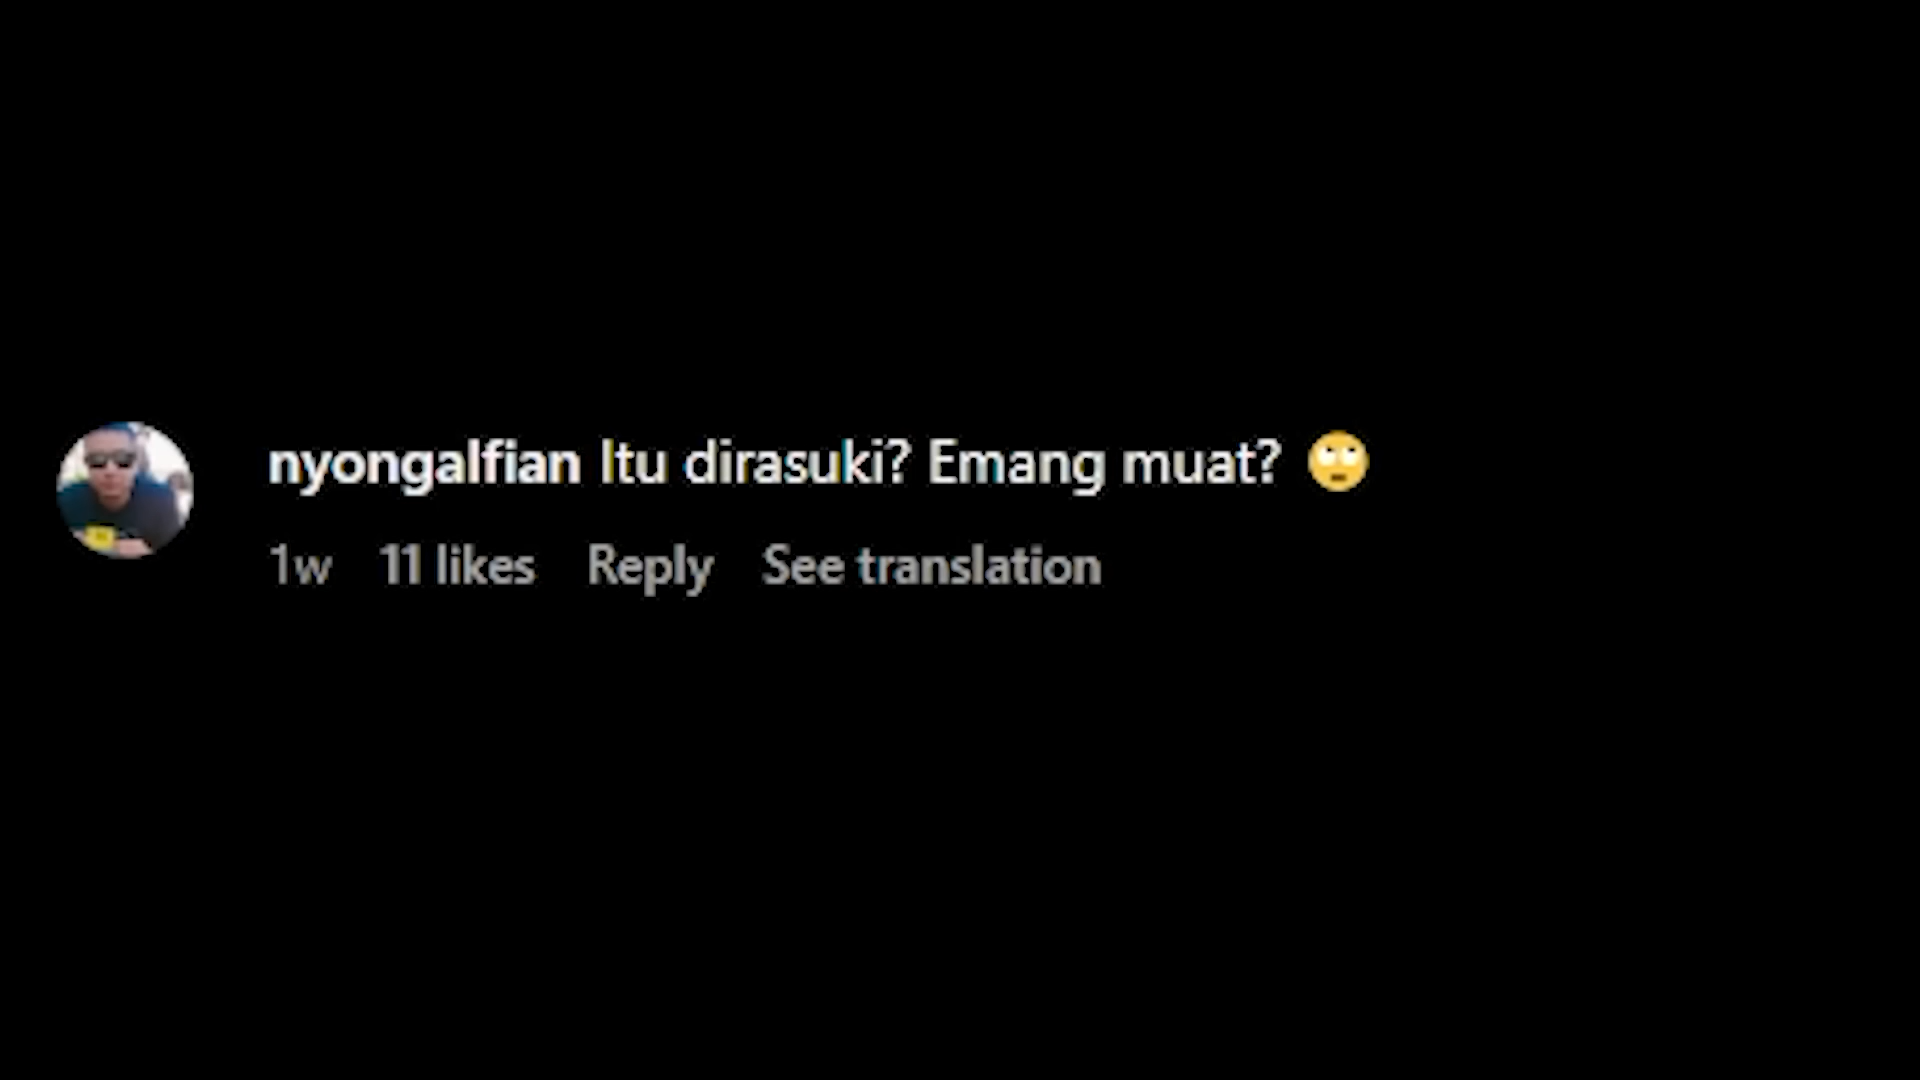 nyongalfian Itu dirasuki? Emang muat? 🙄
1w 11 likes Reply See translation